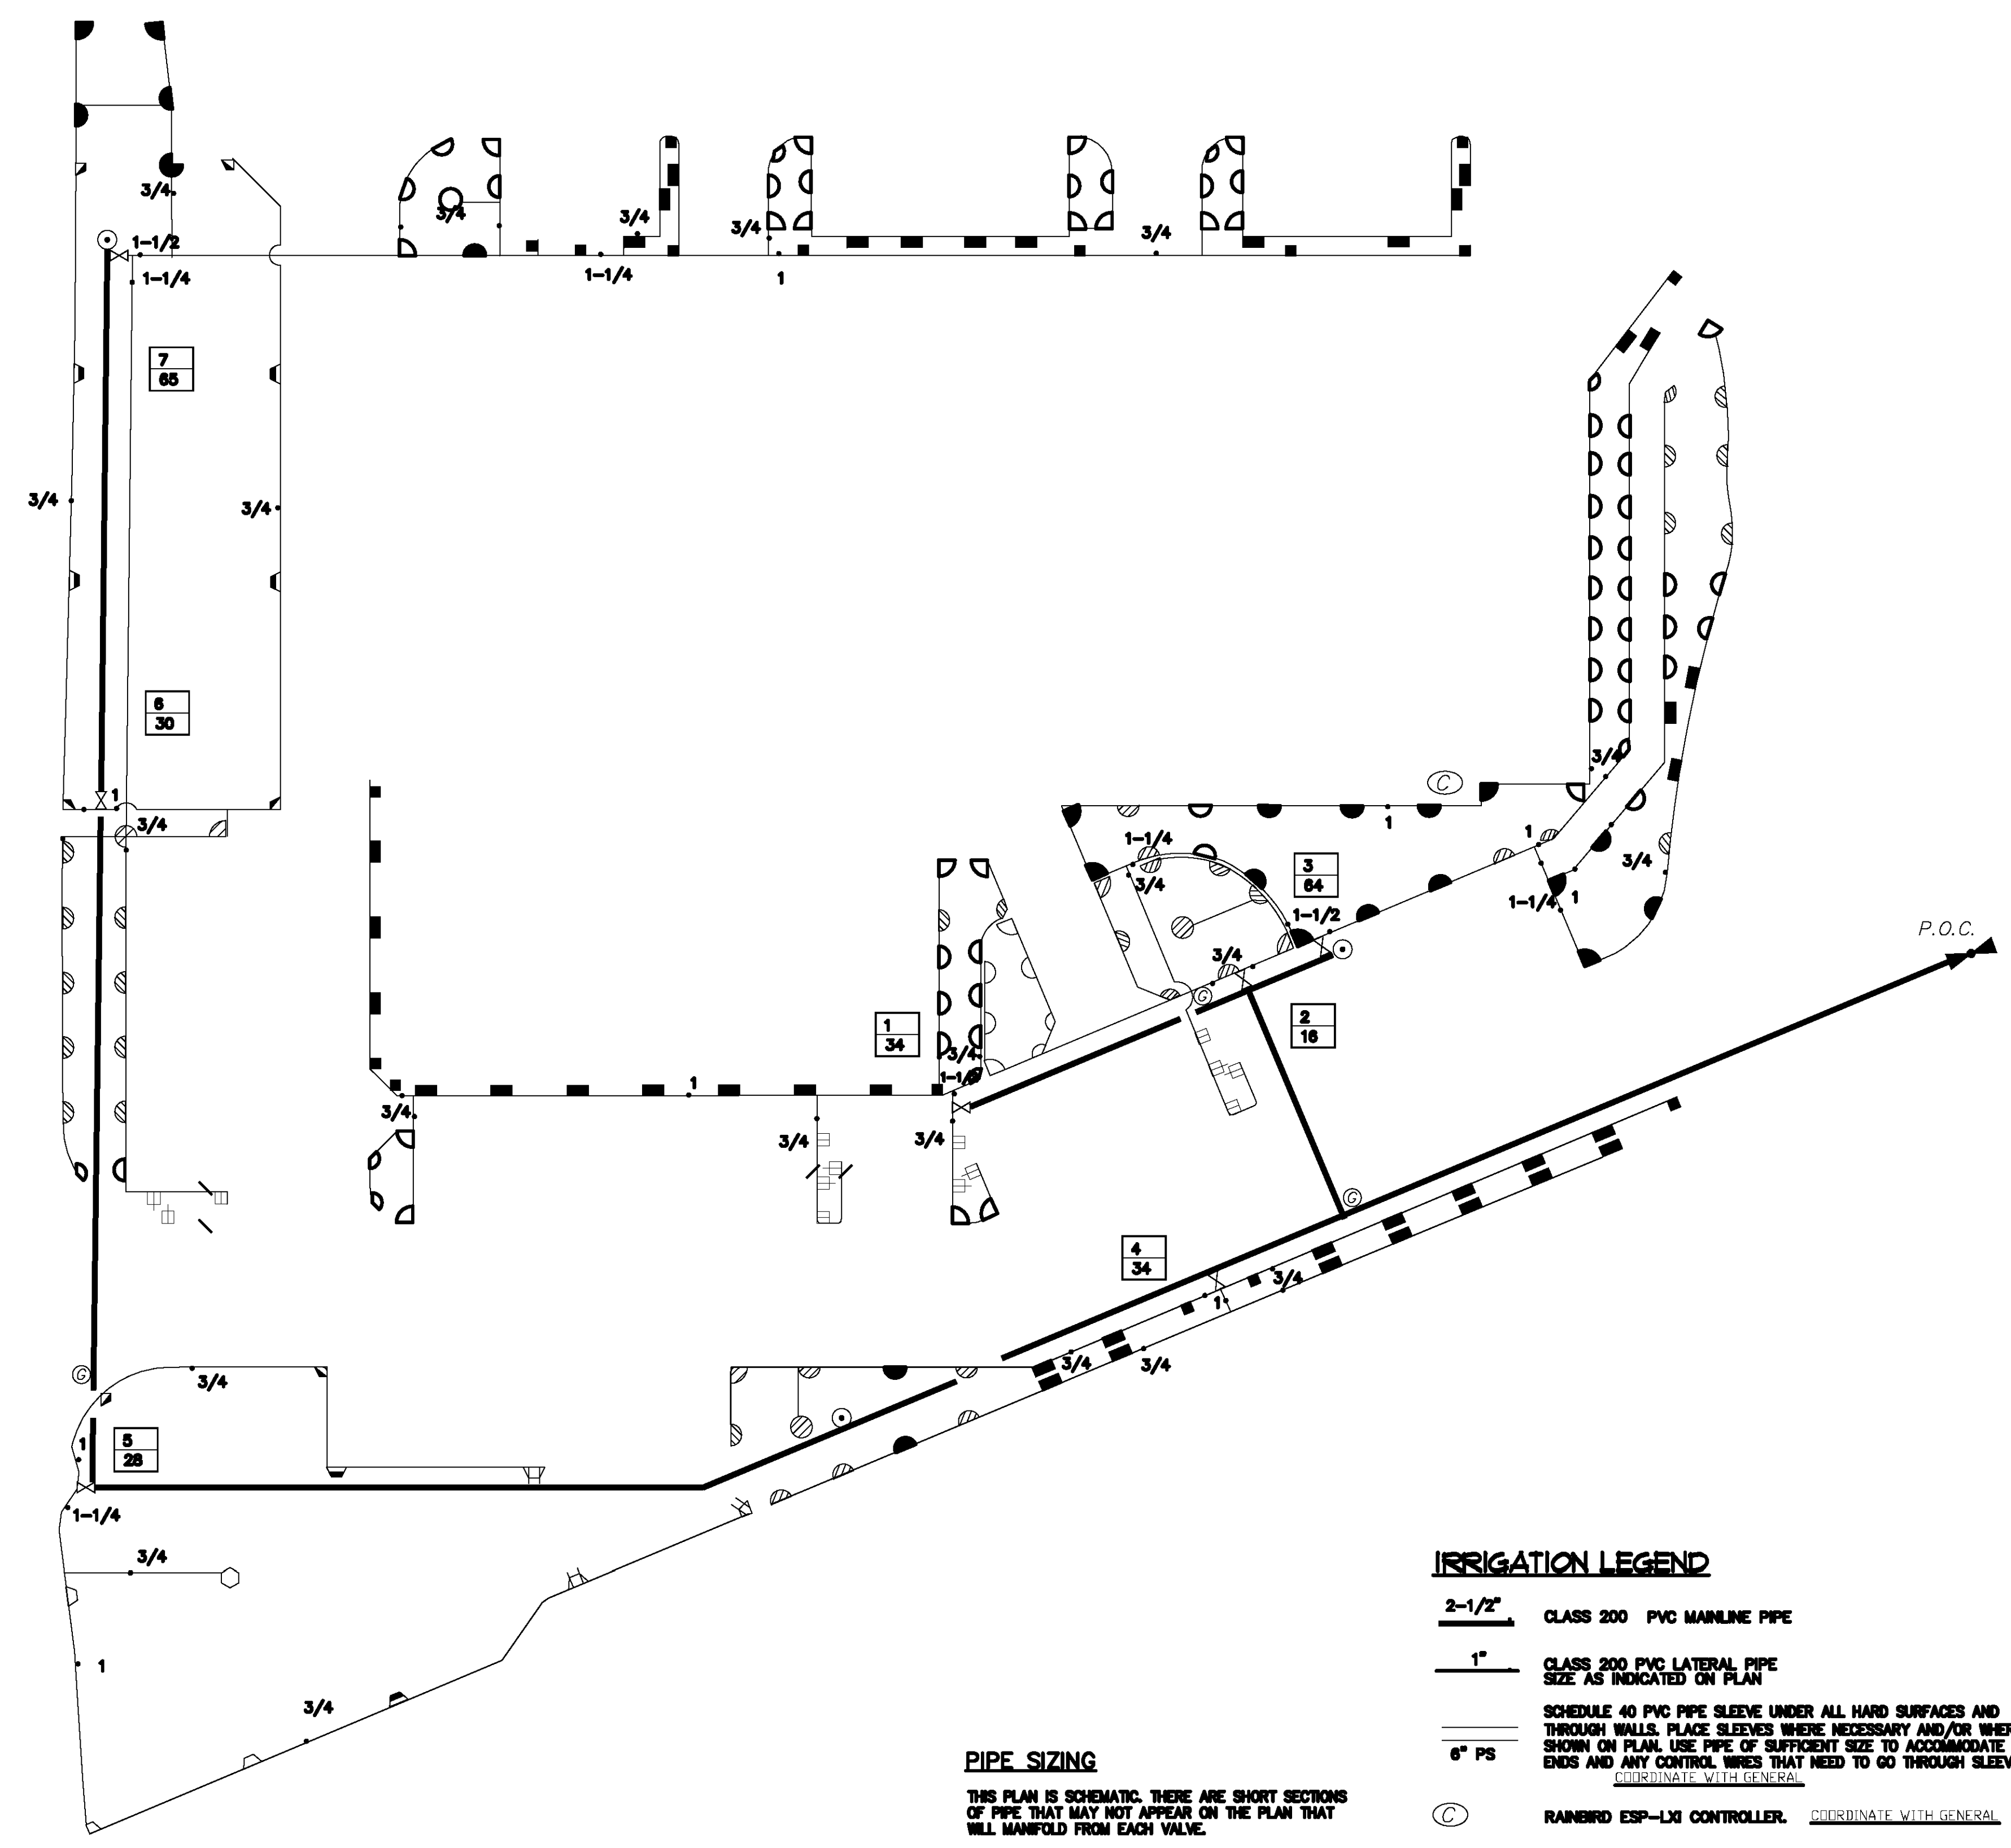 3/4
3/4
3/4
3/4
3/4
1-1/2
1-1/4
1-1/4
1
7
65
3/4
3/4
6
30
3/4
1
3/4
C
1
1-1/4
1
3
64
3/4
3/4
1-1/4
1
1-1/2
P.O.C.
3/4
G
1
34
2
16
3/4
1
3/4
3/4
3/4
G
4
34
3/4
1
3/4
3/4
G
3/4
1
5
28
1-1/4
3/4
1
3/4
IRRIGATION LEGEND
2-1/2"
CLASS 200 PVC MAINLINE PIPE
1"
CLASS 200 PVC LATERAL PIPE
SIZE AS INDICATED ON PLAN
SCHEDULE 40 PVC PIPE SLEEVE UNDER ALL HARD SURFACES AND
THROUGH WALLS. PLACE SLEEVES WHERE NECESSARY AND/OR
SHOWN ON PLAN. USE PIPE OF SUFFICIENT SIZE TO ACCOMMODATE
6" PS
ENDS AND ANY CONTROL WIRES THAT NEED TO GO THROUGH
COORDINATE WITH GENERAL
C
RAINBIRD ESP-LXI CONTROLLER.
COORDINATE WITH GENERAL
PIPE SIZING
THIS PLAN IS SCHEMATIC. THERE ARE SHORT SECTIONS
OF PIPE THAT MAY NOT APPEAR ON THE PLAN THAT
WILL MANIFOLD FROM EACH VALVE.